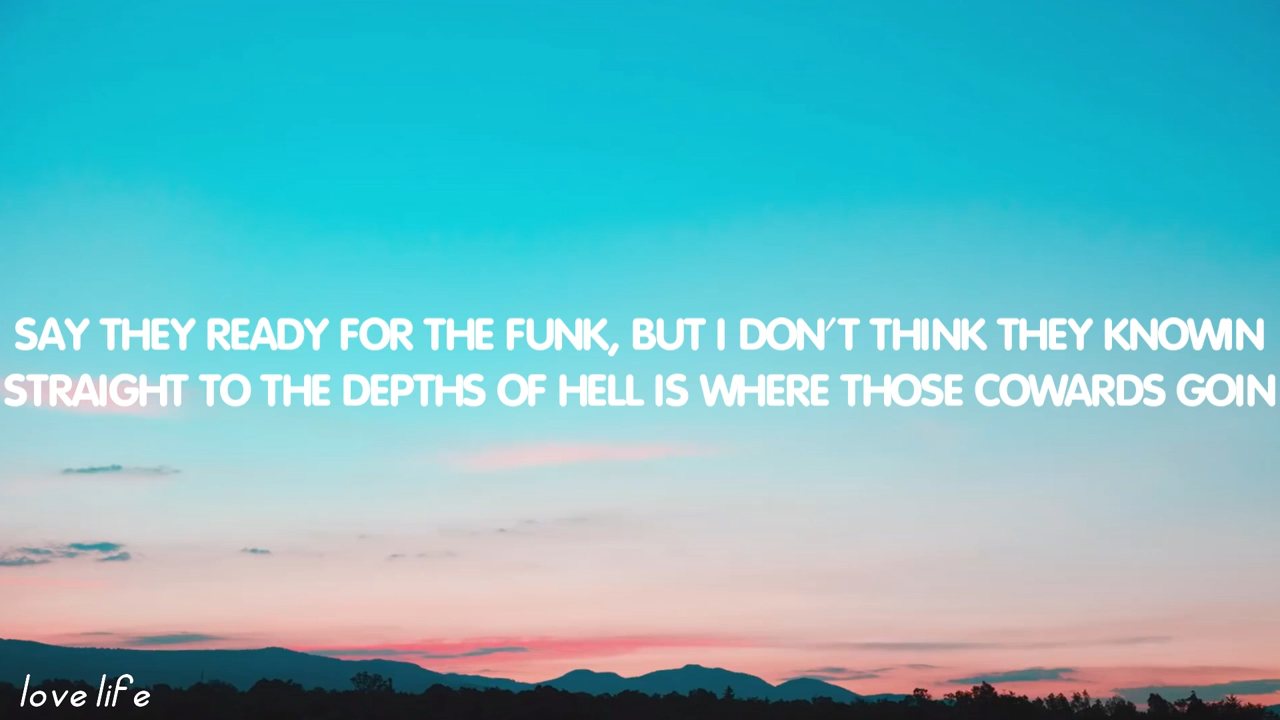 SAY THEY READY FOR THE FUNK, BUT I DON'T THINK THEY KNOWIN
STRAIGHT TO THE DEPTHS OF HELL IS WHERE THOSE COWARDS GOIN
love life